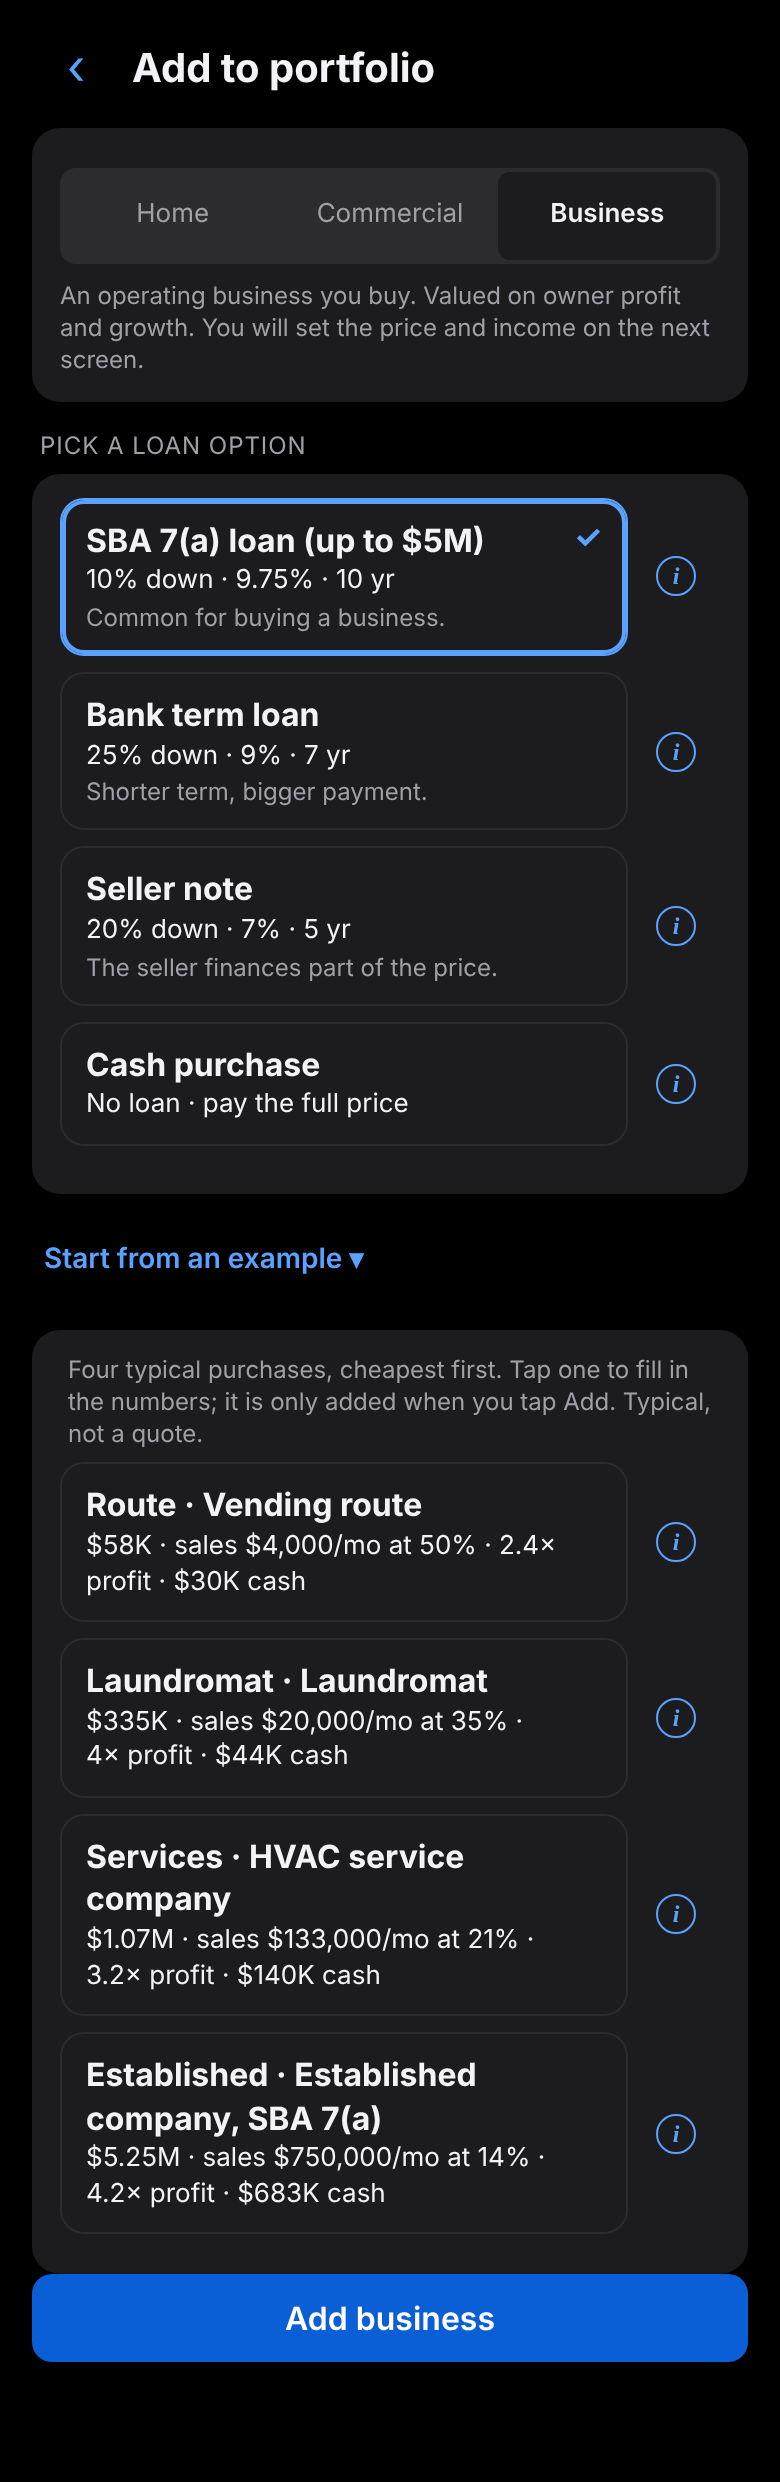 ‹ Add to portfolio
Home Commercial Business
An operating business you buy. Valued on owner profit
and growth. You will set the price and income on the next
screen.
PICK A LOAN OPTION
SBA 7(a) loan (up to $5M) ✓
10% down · 9.75% · 10 yr
Common for buying a business.
i
Bank term loan
25% down · 9% · 7 yr
Shorter term, bigger payment.
i
Seller note
20% down · 7% · 5 yr
The seller finances part of the price.
i
Cash purchase
No loan · pay the full price
i
Start from an example ▾
Four typical purchases, cheapest first. Tap one to fill in
the numbers; it is only added when you tap Add. Typical,
not a quote.
Route · Vending route
$58K · sales $4,000/mo at 50% · 2.4×
profit · $30K cash
i
Laundromat · Laundromat
$335K · sales $20,000/mo at 35% ·
4× profit · $44K cash
i
Services · HVAC service
company
$1.07M · sales $133,000/mo at 21% ·
3.2× profit · $140K cash
i
Established · Established
company, SBA 7(a)
$5.25M · sales $750,000/mo at 14% ·
4.2× profit · $683K cash
i
Add business